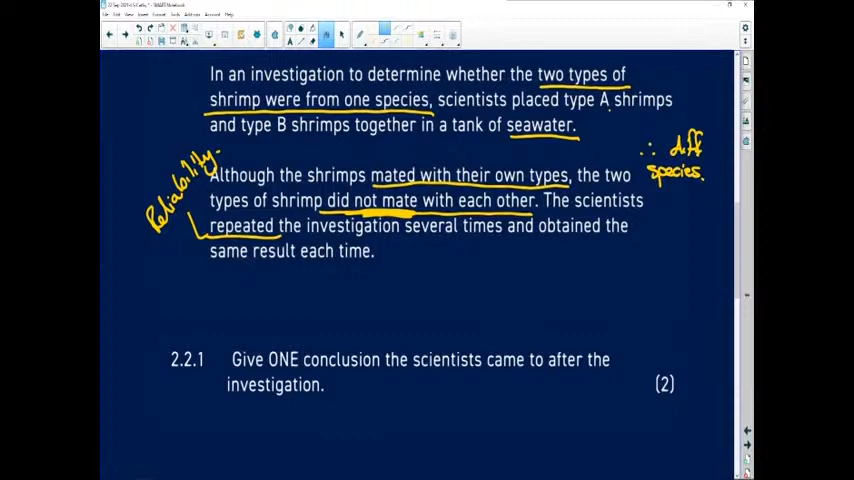 In an investigation to determine whether the two types of
shrimp were from one species, scientists placed type A shrimps
and type B shrimps together in a tank of seawater.
∴ diff
species.
Reliability.
Although the shrimps mated with their own types, the two
types of shrimp did not mate with each other. The scientists
repeated the investigation several times and obtained the
same result each time.
2.2.1 Give ONE conclusion the scientists came to after the
investigation. (2)